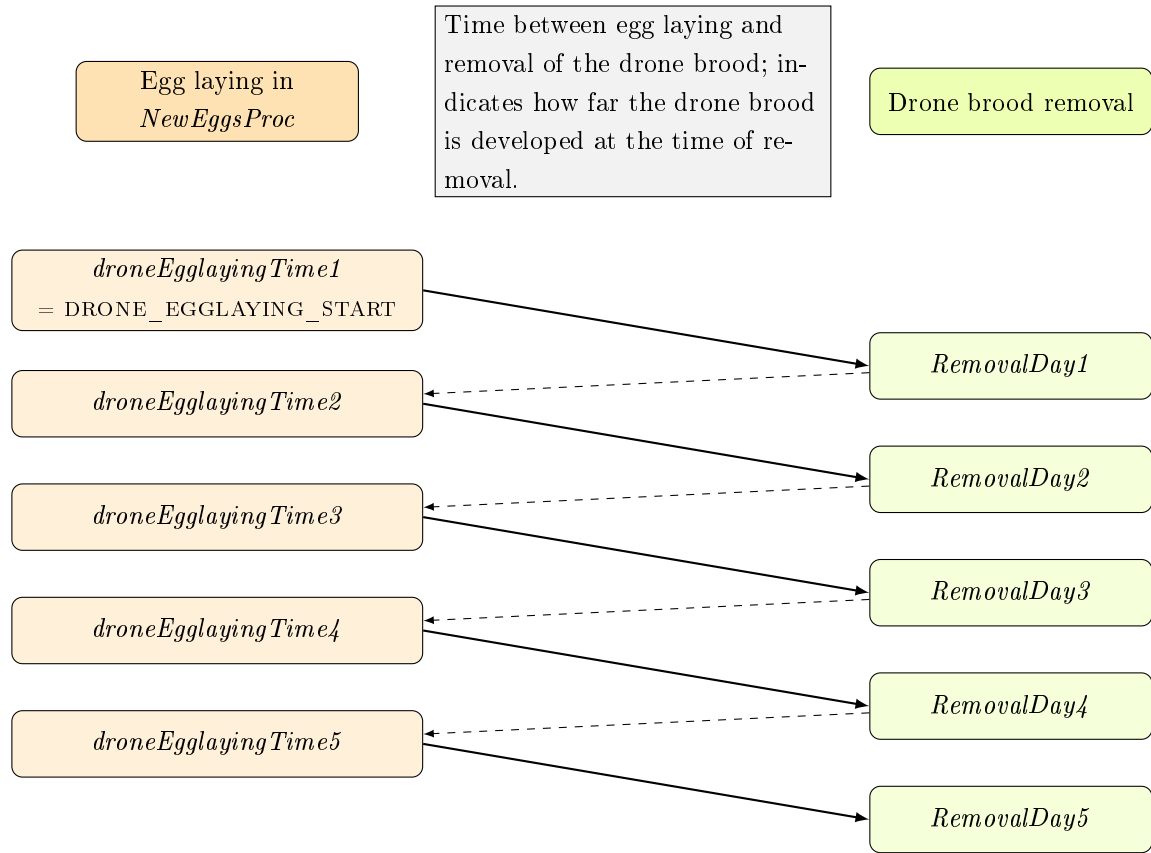 Egg laying in
NewEggsProc
Time between egg laying and
removal of the drone brood; in-
dicates how far the drone brood
is developed at the time of re-
moval.
Drone brood removal
droneEgglayingTime1
= DRONE_EGGLAYING_START
RemovalDay1
droneEgglayingTime2
RemovalDay2
droneEgglayingTime3
RemovalDay3
droneEgglayingTime4
RemovalDay4
droneEgglayingTime5
RemovalDay5